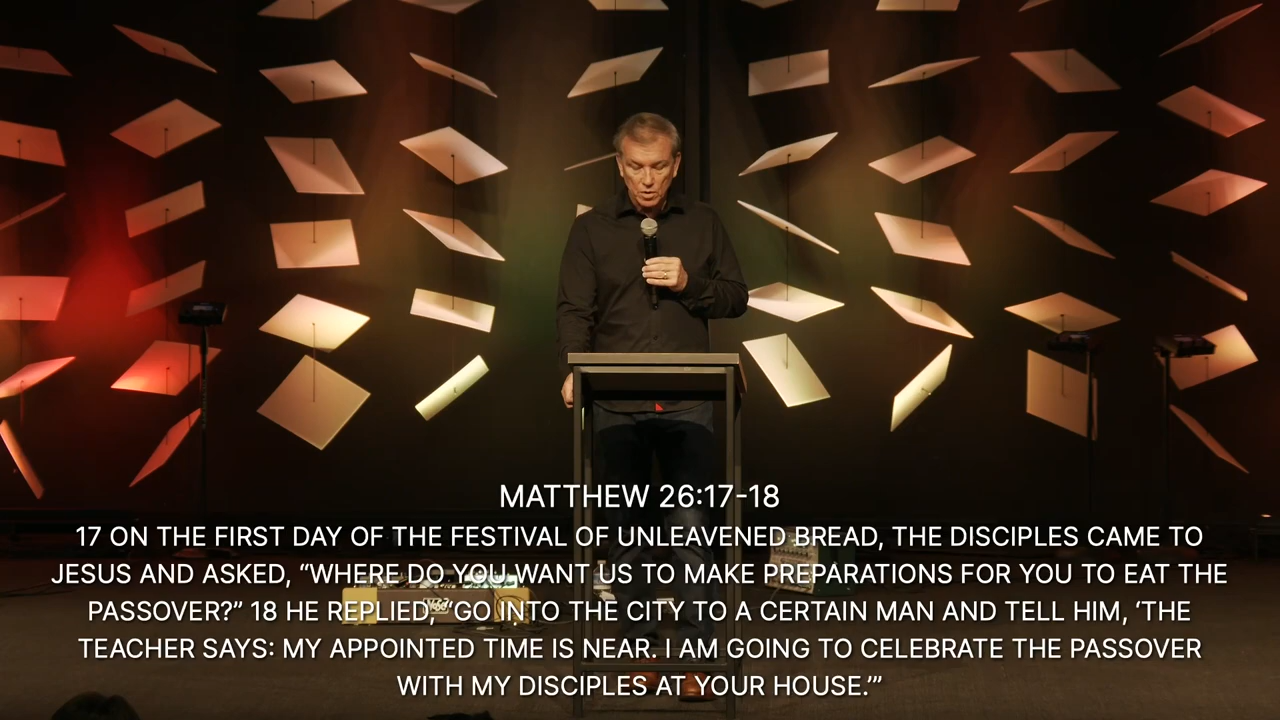 MATTHEW 26:17-18
17 ON THE FIRST DAY OF THE FESTIVAL OF UNLEAVENED BREAD, THE DISCIPLES CAME TO
JESUS AND ASKED, “WHERE DO YOU WANT US TO MAKE PREPARATIONS FOR YOU TO EAT THE
PASSOVER?” 18 HE REPLIED, “GO INTO THE CITY TO A CERTAIN MAN AND TELL HIM, ‘THE
TEACHER SAYS: MY APPOINTED TIME IS NEAR. I AM GOING TO CELEBRATE THE PASSOVER
WITH MY DISCIPLES AT YOUR HOUSE.’”